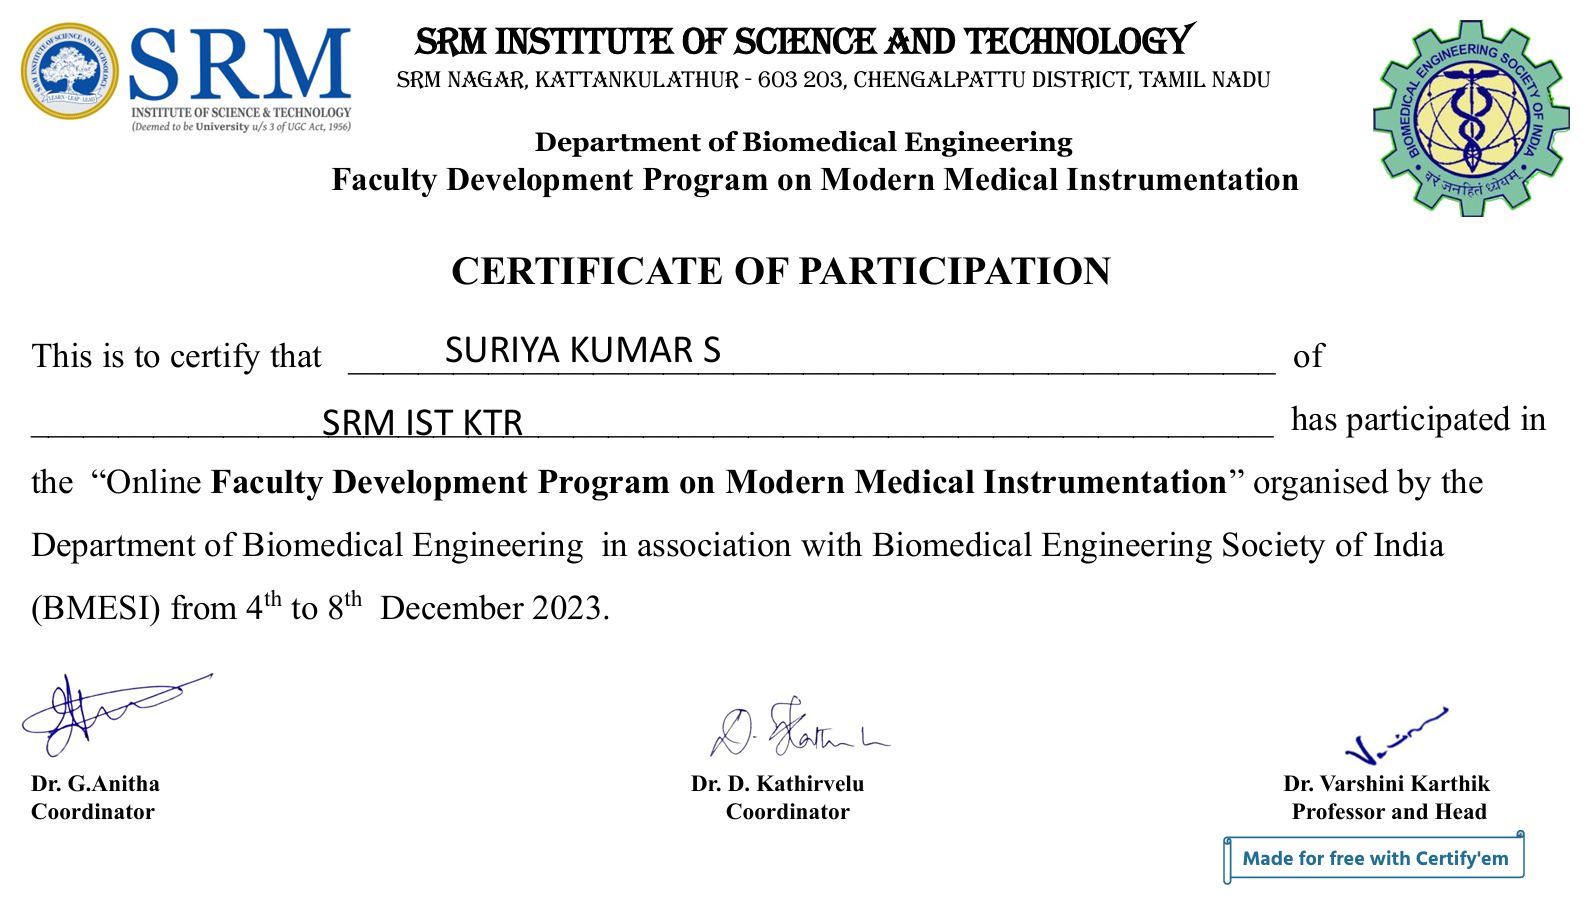 SRM
INSTITUTE OF SCIENCE & TECHNOLOGY
(Deemed to be University u/s 3 of UGC Act, 1956)
SRM INSTITUTE OF SCIENCE AND TECHNOLOGY
SRM NAGAR, KATTANKULATHUR - 603 203, CHENGALPATTU DISTRICT, TAMIL NADU
Department of Biomedical Engineering
Faculty Development Program on Modern Medical Instrumentation
BIOMEDICAL ENGINEERING SOCIETY OF INDIA
वरं जनहितं ध्येयम्
CERTIFICATE OF PARTICIPATION
This is to certify that SURIYA KUMAR S of
SRM IST KTR has participated in
the “Online Faculty Development Program on Modern Medical Instrumentation” organised by the
Department of Biomedical Engineering in association with Biomedical Engineering Society of India
(BMESI) from 4th to 8th December 2023.
Dr. G.Anitha
Coordinator
Dr. D. Kathirvelu
Coordinator
Dr. Varshini Karthik
Professor and Head
Made for free with Certify'em